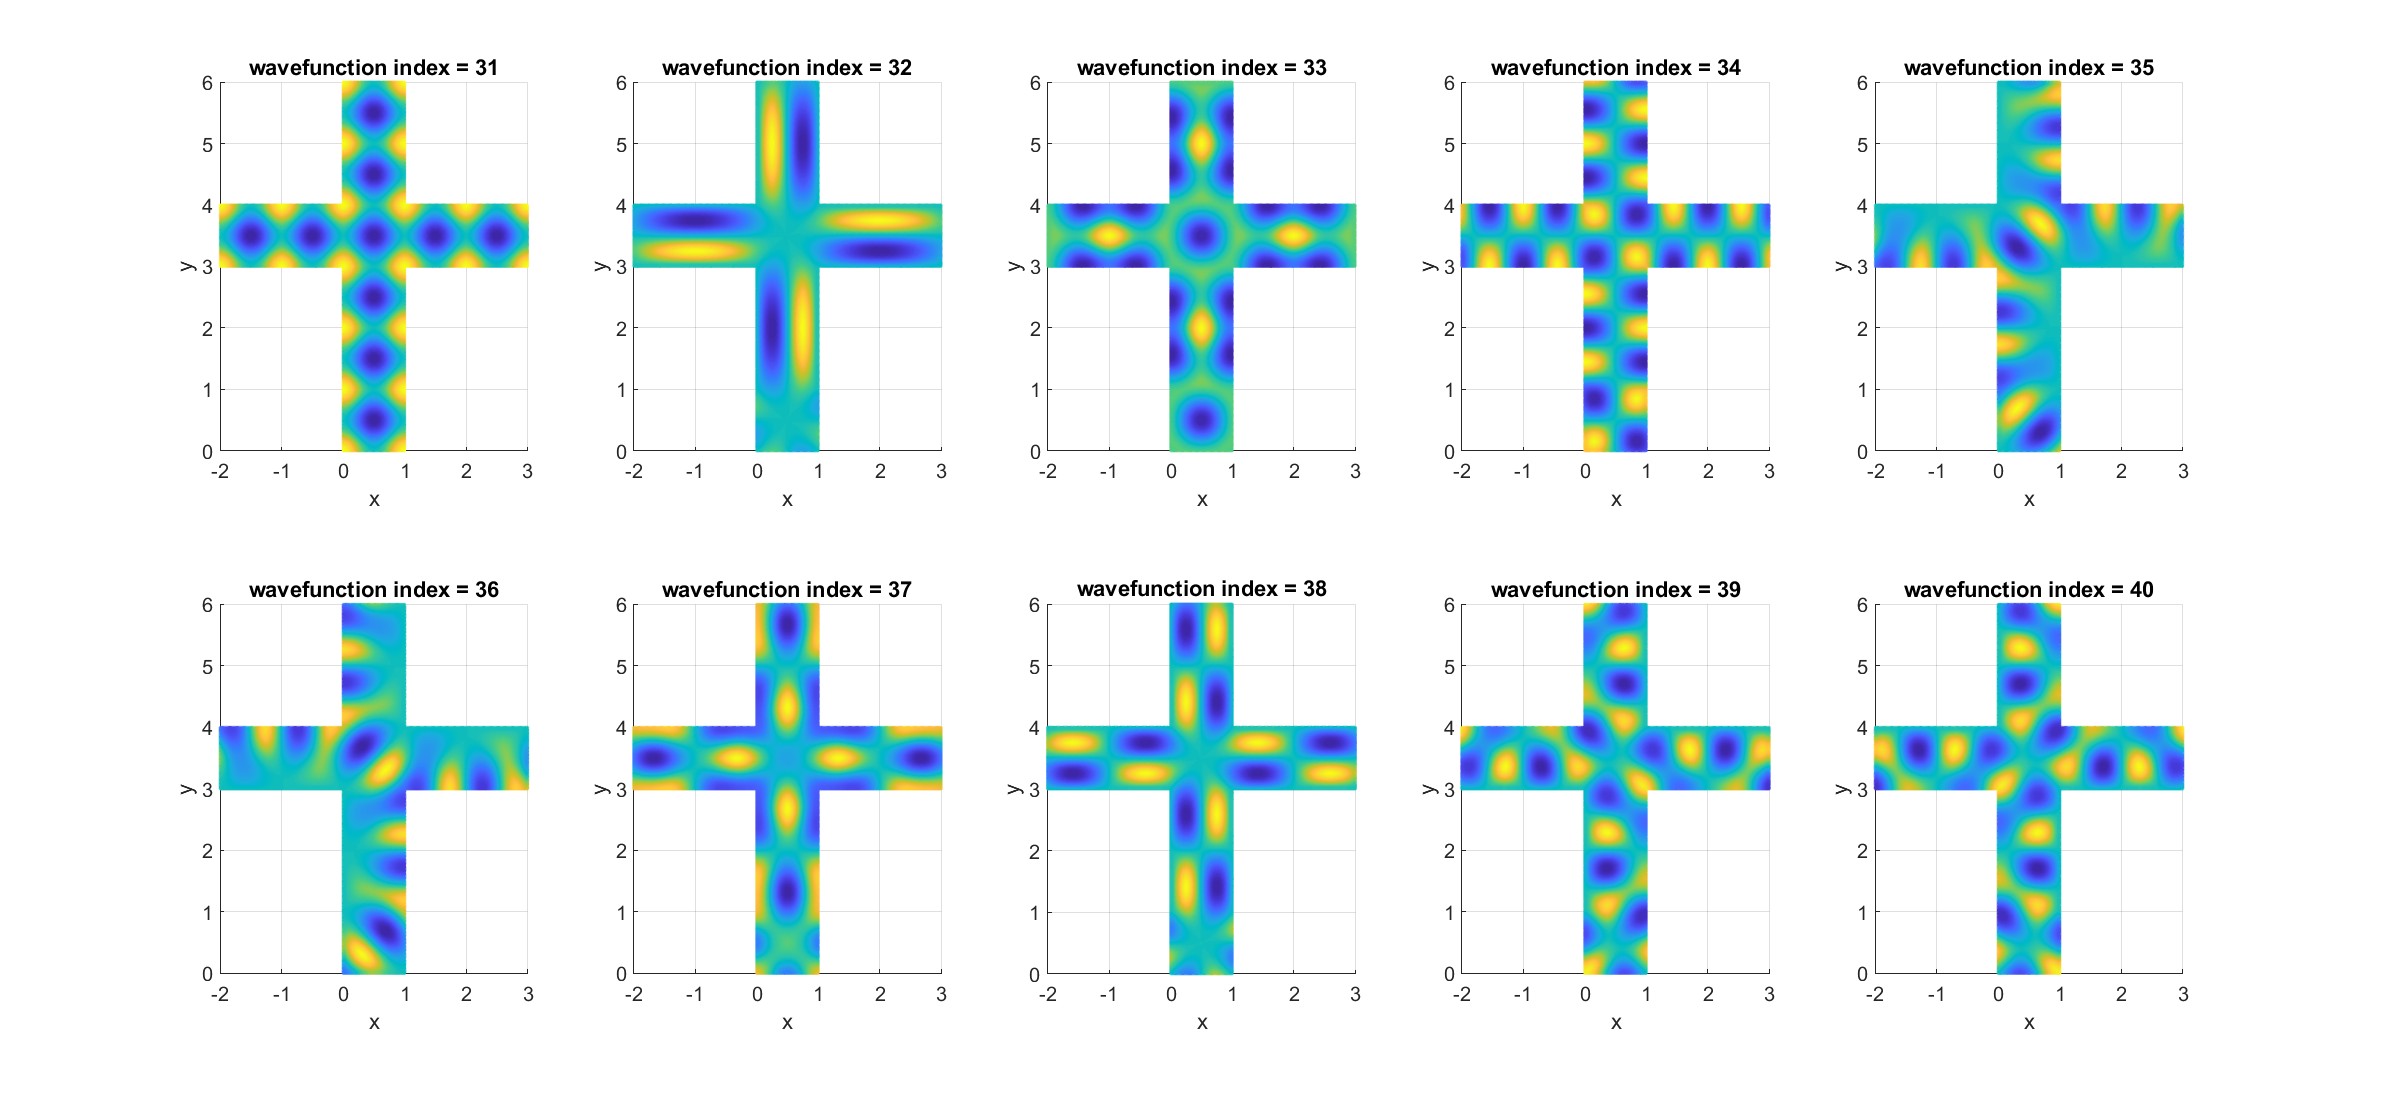 wavefunction index = 31
6
5
4
3
2
1
0
y
-2 -1 0 1 2 3
x
wavefunction index = 32
6
5
4
3
2
1
0
y
-2 -1 0 1 2 3
x
wavefunction index = 33
6
5
4
3
2
1
0
y
-2 -1 0 1 2 3
x
wavefunction index = 34
6
5
4
3
2
1
0
y
-2 -1 0 1 2 3
x
wavefunction index = 35
6
5
4
3
2
1
0
y
-2 -1 0 1 2 3
x
wavefunction index = 36
6
5
4
3
2
1
0
y
-2 -1 0 1 2 3
x
wavefunction index = 37
6
5
4
3
2
1
0
y
-2 -1 0 1 2 3
x
wavefunction index = 38
6
5
4
3
2
1
0
y
-2 -1 0 1 2 3
x
wavefunction index = 39
6
5
4
3
2
1
0
y
-2 -1 0 1 2 3
x
wavefunction index = 40
6
5
4
3
2
1
0
y
-2 -1 0 1 2 3
x